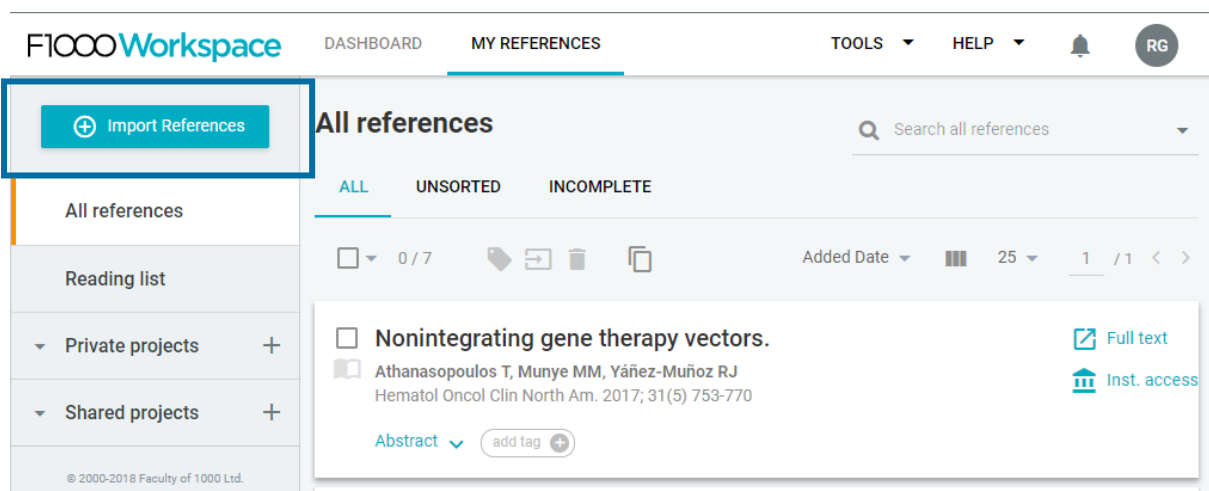 F1000Workspace DASHBOARD MY REFERENCES TOOLS HELP RG
Import References
All references
Reading list
Private projects
Shared projects
© 2000-2018 Faculty of 1000 Ltd.
All references
Search all references
ALL UNSORTED INCOMPLETE
0 / 7 Added Date 25 1 / 1
Nonintegrating gene therapy vectors.
Athanasopoulos T, Munye MM, Yáñez-Muñoz RJ
Hematol Oncol Clin North Am. 2017; 31(5) 753-770
Abstract add tag
Full text
Inst. access